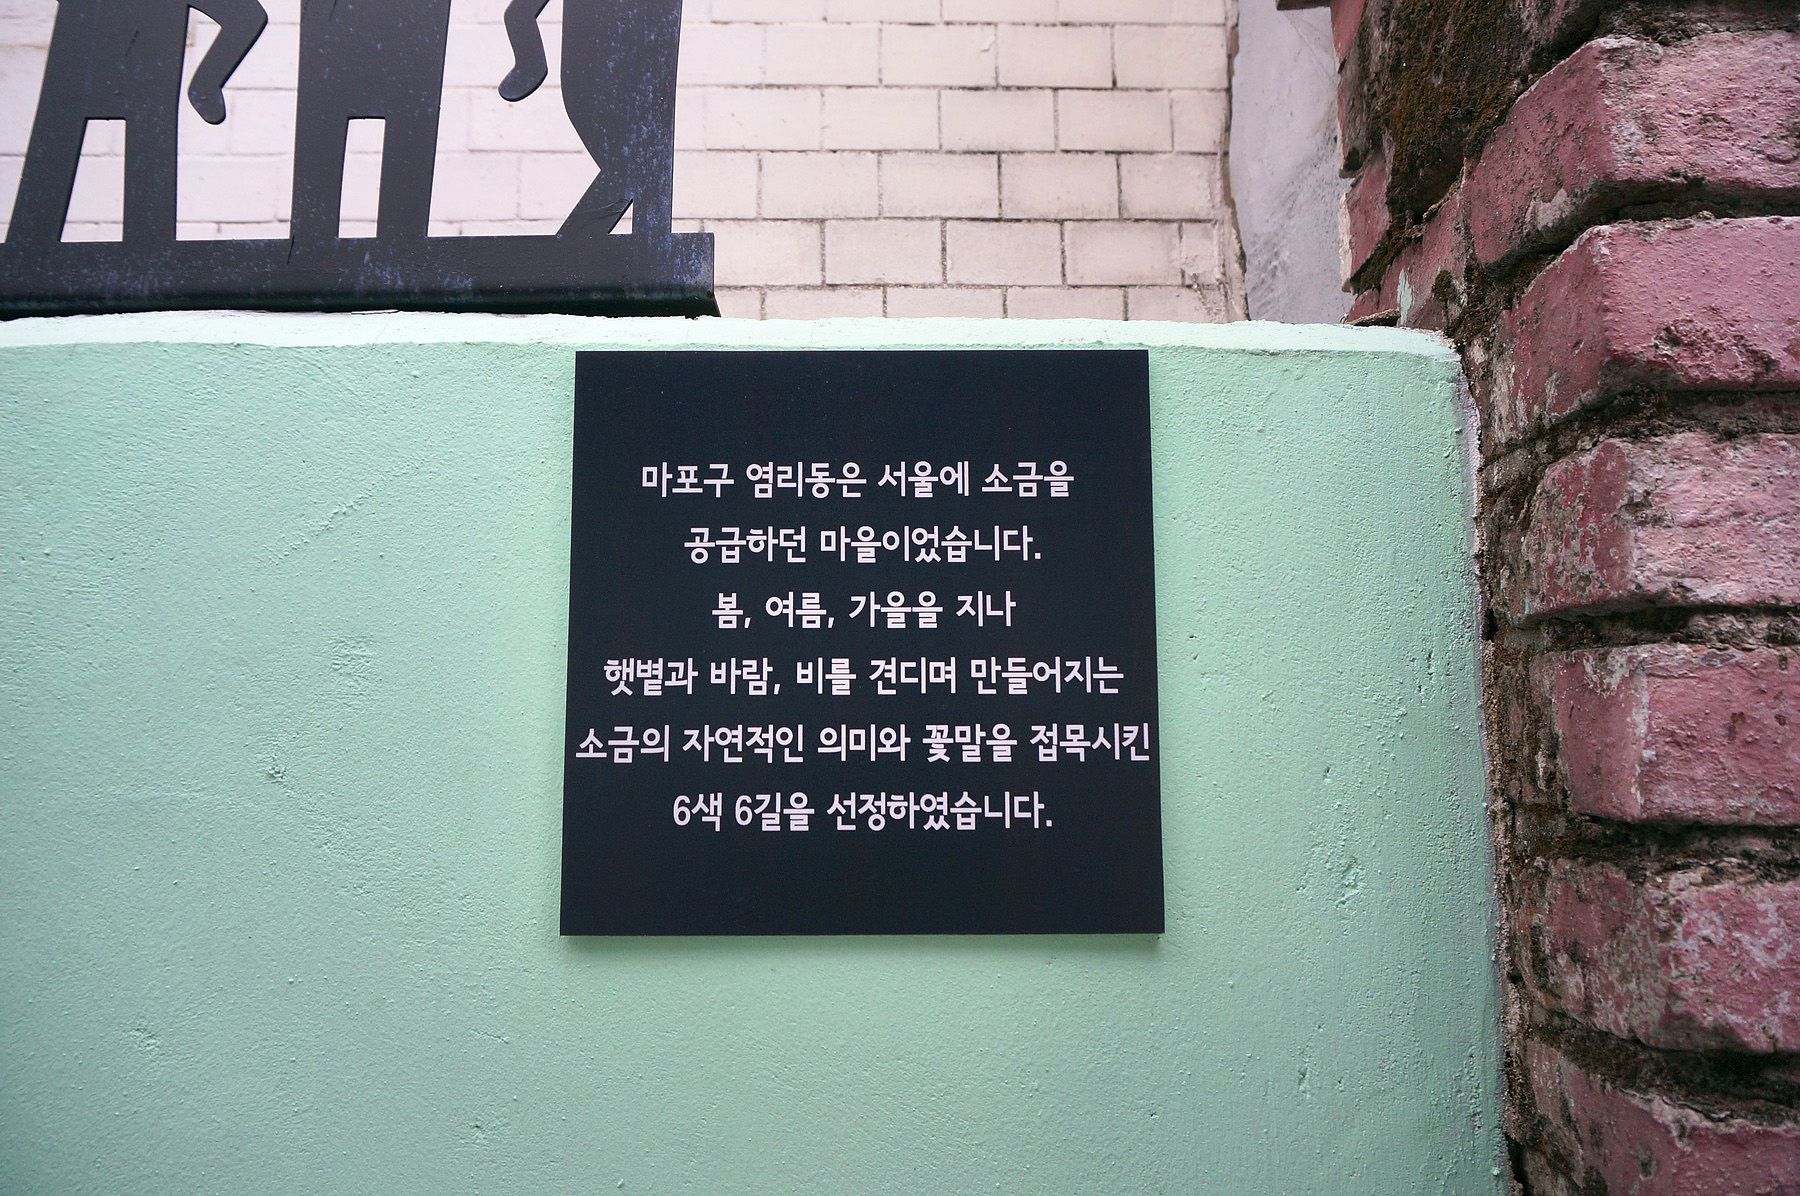 마포구 염리동은 서울에 소금을
공급하던 마을이었습니다.
봄, 여름, 가을을 지나
햇볕과 바람, 비를 견디며 만들어지는
소금의 자연적인 의미와 꽃말을 접목시킨
6색 6길을 선정하였습니다.